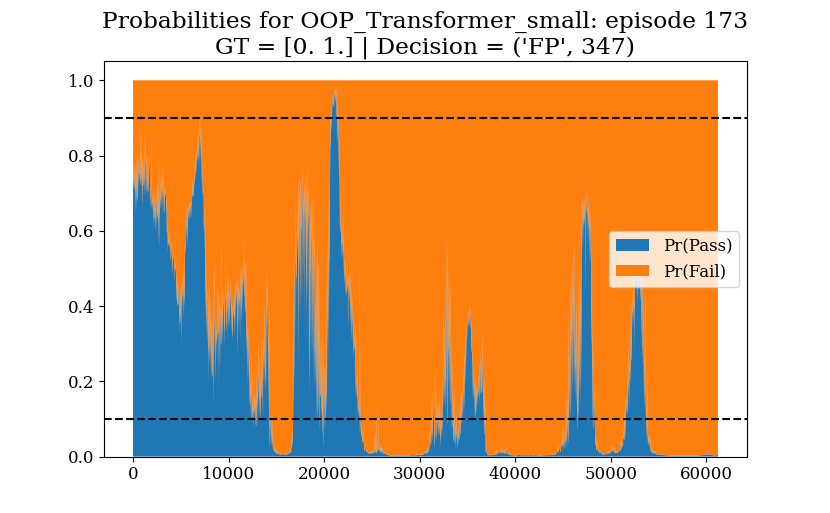 Probabilities for OOP_Transformer_small: episode 173
GT = [0. 1.] | Decision = ('FP', 347)
1.0
0.8
0.6
0.4
0.2
0.0
Pr(Pass)
Pr(Fail)
0 10000 20000 30000 40000 50000 60000